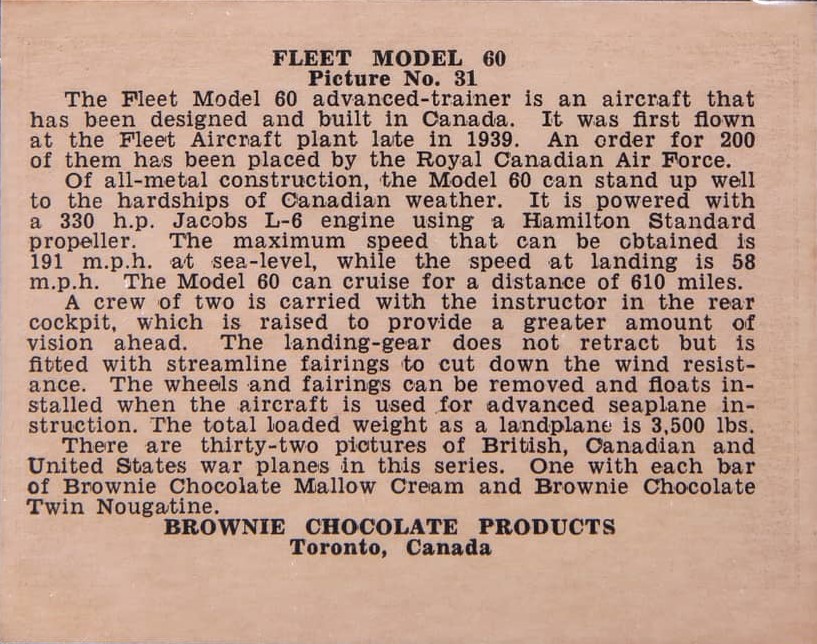 FLEET MODEL 60
Picture No. 31
The Fleet Model 60 advanced-trainer is an aircraft that
has been designed and built in Canada. It was first flown
at the Fleet Aircraft plant late in 1939. An order for 200
of them has been placed by the Royal Canadian Air Force.
Of all-metal construction, the Model 60 can stand up well
to the hardships of Canadian weather. It is powered with
a 330 h.p. Jacobs L-6 engine using a Hamilton Standard
propeller. The maximum speed that can be obtained is
191 m.p.h. at sea-level, while the speed at landing is 58
m.p.h. The Model 60 can cruise for a distance of 610 miles.
A crew of two is carried with the instructor in the rear
cockpit, which is raised to provide a greater amount of
vision ahead. The landing-gear does not retract but is
fitted with streamline fairings to cut down the wind resist-
ance. The wheels and fairings can be removed and floats in-
stalled when the aircraft is used for advanced seaplane in-
struction. The total loaded weight as a landplane is 3,500 lbs.
There are thirty-two pictures of British, Canadian and
United States war planes in this series. One with each bar
of Brownie Chocolate Mallow Cream and Brownie Chocolate
Twin Nougatine.
BROWNIE CHOCOLATE PRODUCTS
Toronto, Canada